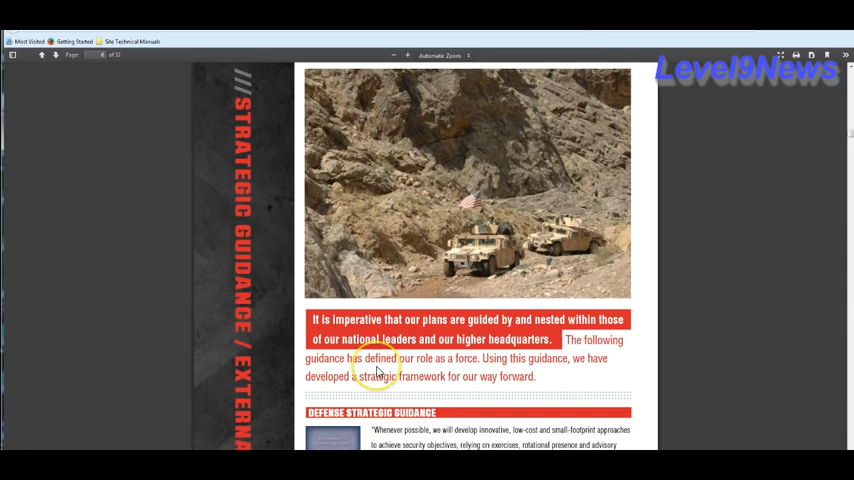 Most Visited Getting Started Site Technical Manuals
Page: 6 of 32 Automatic Zoom
Level9News
/// STRATEGIC GUIDANCE / EXTERNA
It is imperative that our plans are guided by and nested within those
of our national leaders and our higher headquarters. The following
guidance has defined our role as a force. Using this guidance, we have
developed a strategic framework for our way forward.
DEFENSE STRATEGIC GUIDANCE
"Whenever possible, we will develop innovative, low-cost and small-footprint approaches
to achieve security objectives, relying on exercises, rotational presence and advisory